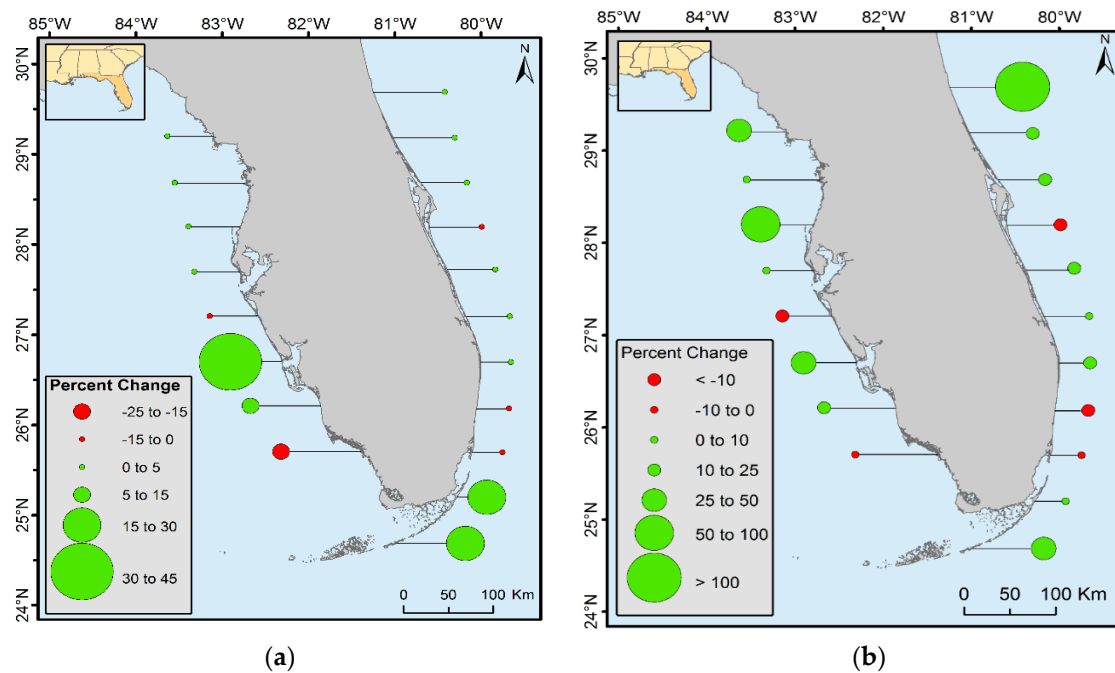 85°W 84°W 83°W 82°W 81°W 80°W
30°N
29°N
28°N
27°N
26°N
25°N
24°N
N
Percent Change
-25 to -15
-15 to 0
0 to 5
5 to 15
15 to 30
30 to 45
0 50 100 Km
(a)
85°W 84°W 83°W 82°W 81°W 80°W
30°N
29°N
28°N
27°N
26°N
25°N
24°N
N
Percent Change
< -10
-10 to 0
0 to 10
10 to 25
25 to 50
50 to 100
> 100
0 50 100 Km
(b)